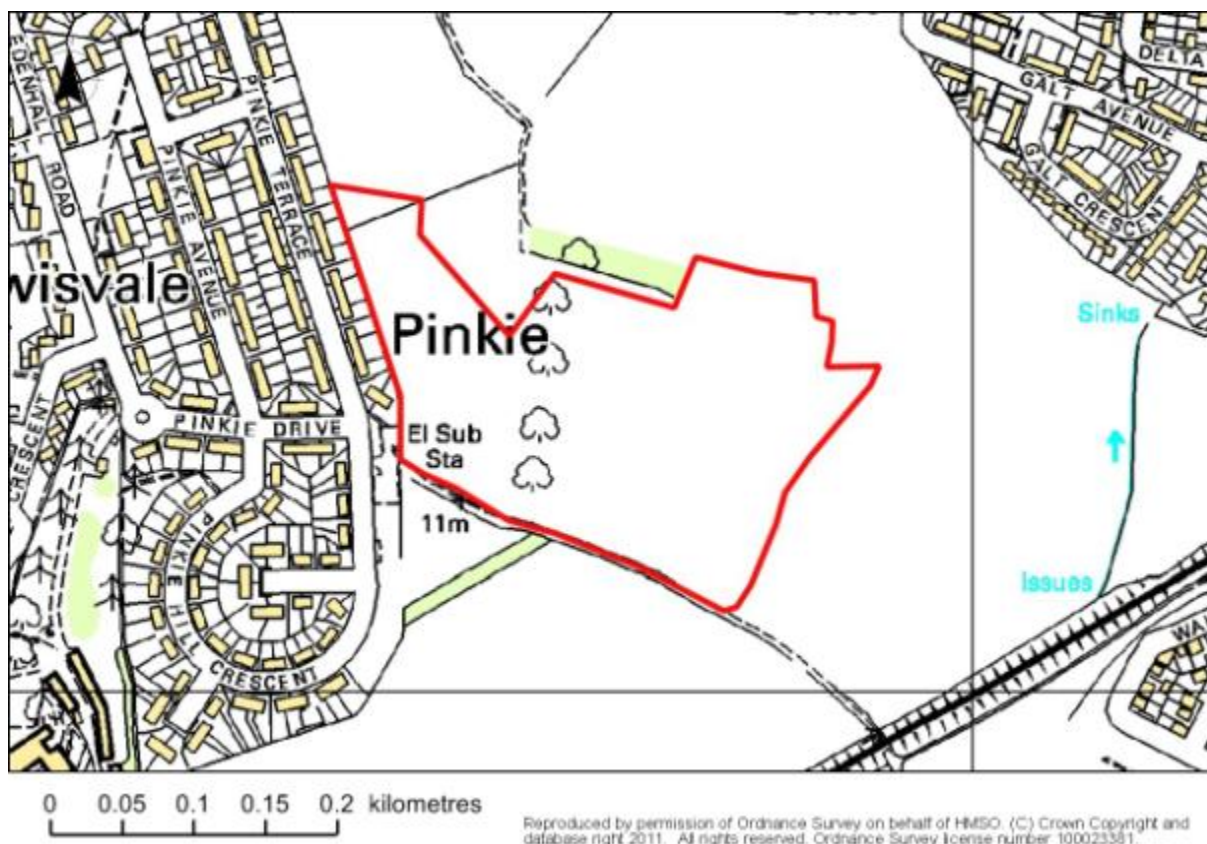 EDENHALL ROAD
PINKIE TERRACE
PINKIE AVENUE
DELTA
GALT AVENUE
GALT CRESCENT
wisvale
Pinkie
Sinks
CRESCENT
PINKIE DRIVE
El Sub
Sta
11m
PINKIE HILL CRESCENT
Issues
WAL
0 0.05 0.1 0.15 0.2 kilometres
Reproduced by permission of Ordnance Survey on behalf of HMSO. (C) Crown Copyright and
database right 2011. All rights reserved. Ordnance Survey license number 100023381.